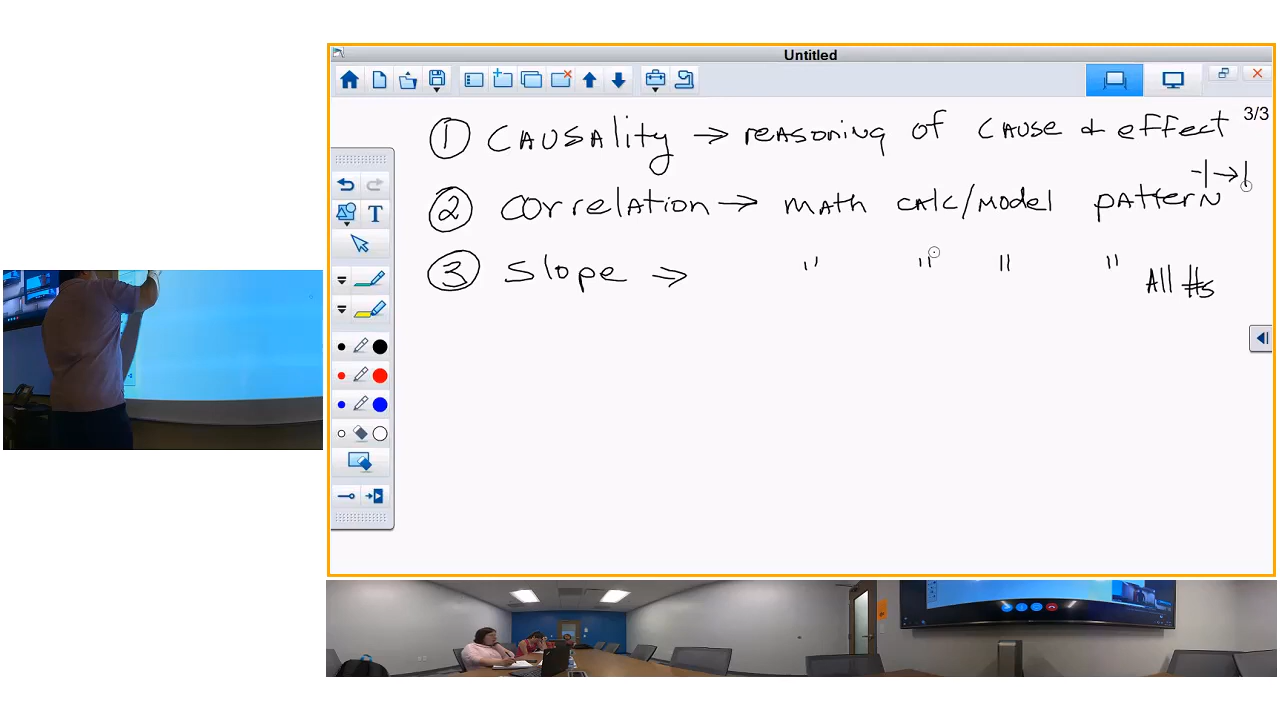 Untitled
3/3
① CAUSALITY → reasoning of CAUSE & effect
-1 → 1
② correlation → MATH CALC/MODEL pATTERN
③ slope → " " " "
All #s
T